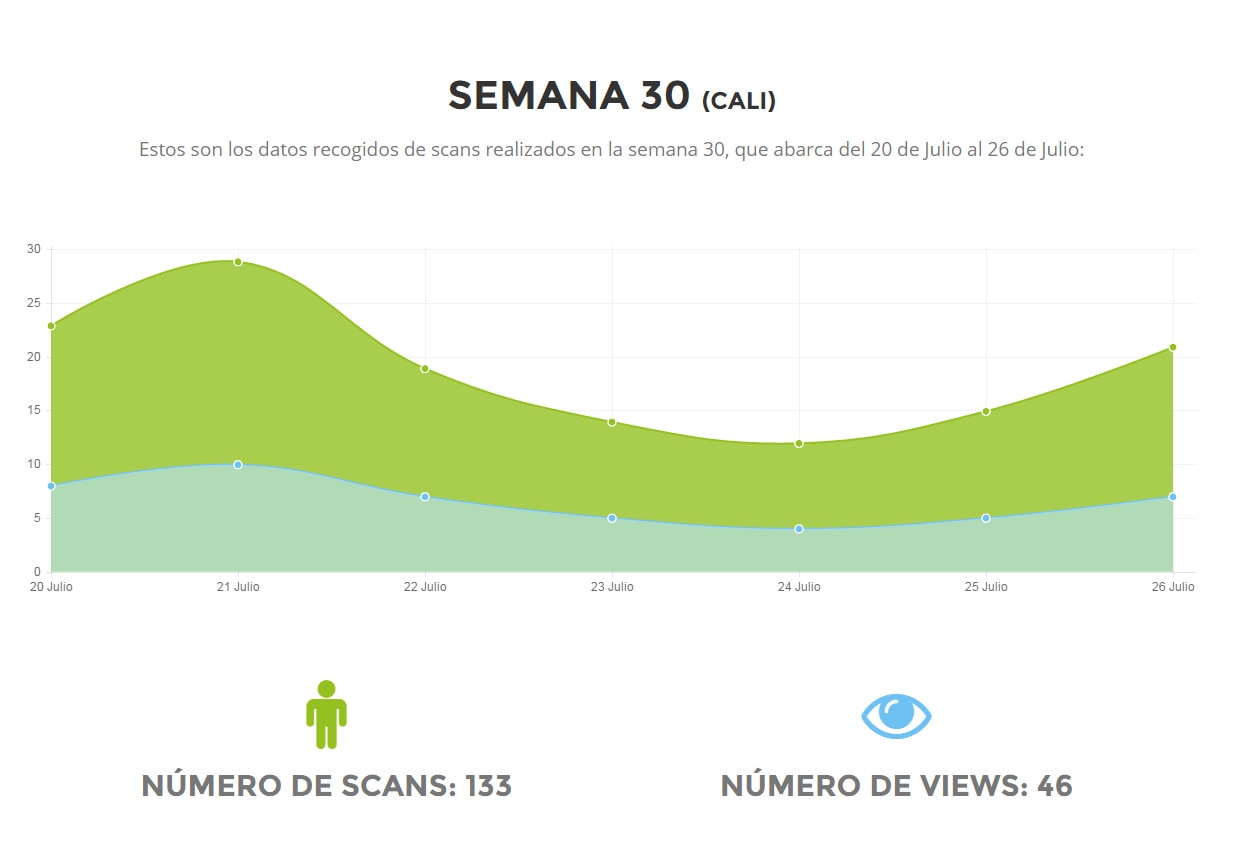 SEMANA 30 (CALI)
Estos son los datos recogidos de scans realizados en la semana 30, que abarca del 20 de Julio al 26 de Julio:
30
25
20
15
10
5
0
20 Julio 21 Julio 22 Julio 23 Julio 24 Julio 25 Julio 26 Julio
NÚMERO DE SCANS: 133 NÚMERO DE VIEWS: 46